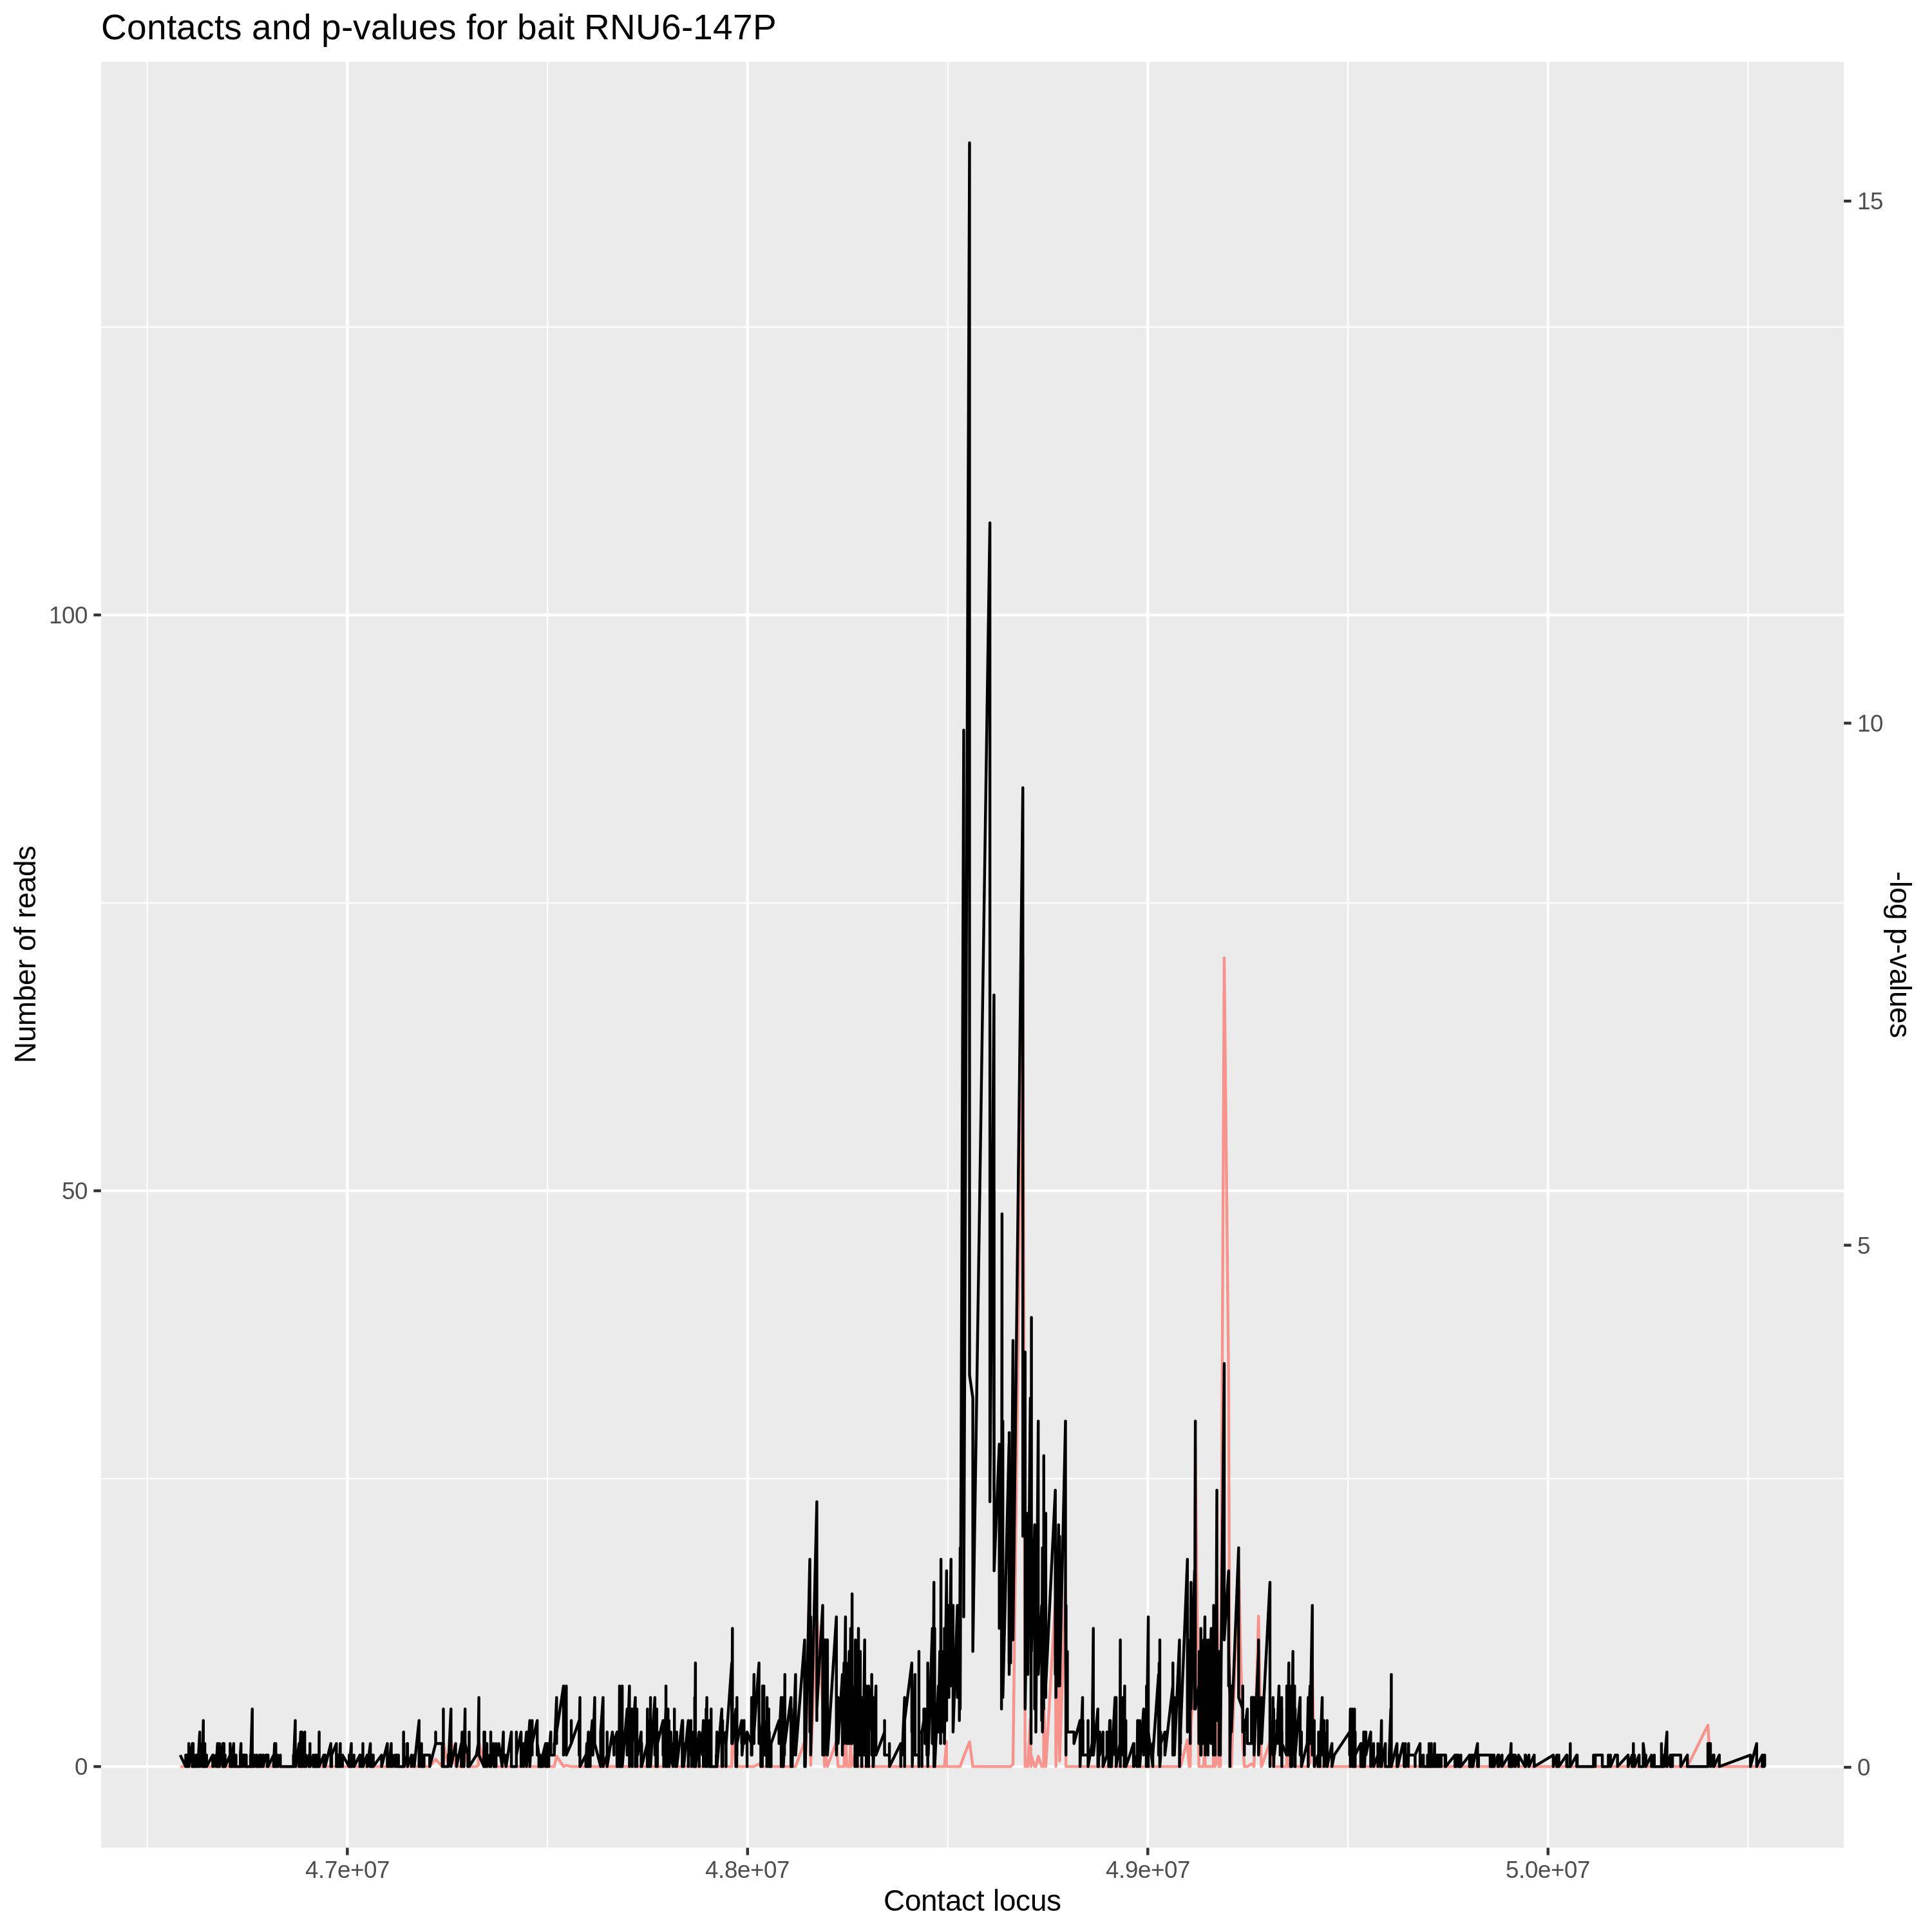 Contacts and p-values for bait RNU6-147P
15
100
10
Number of reads
-log p-values
50
5
0
0
4.7e+07
4.8e+07
4.9e+07
5.0e+07
Contact locus